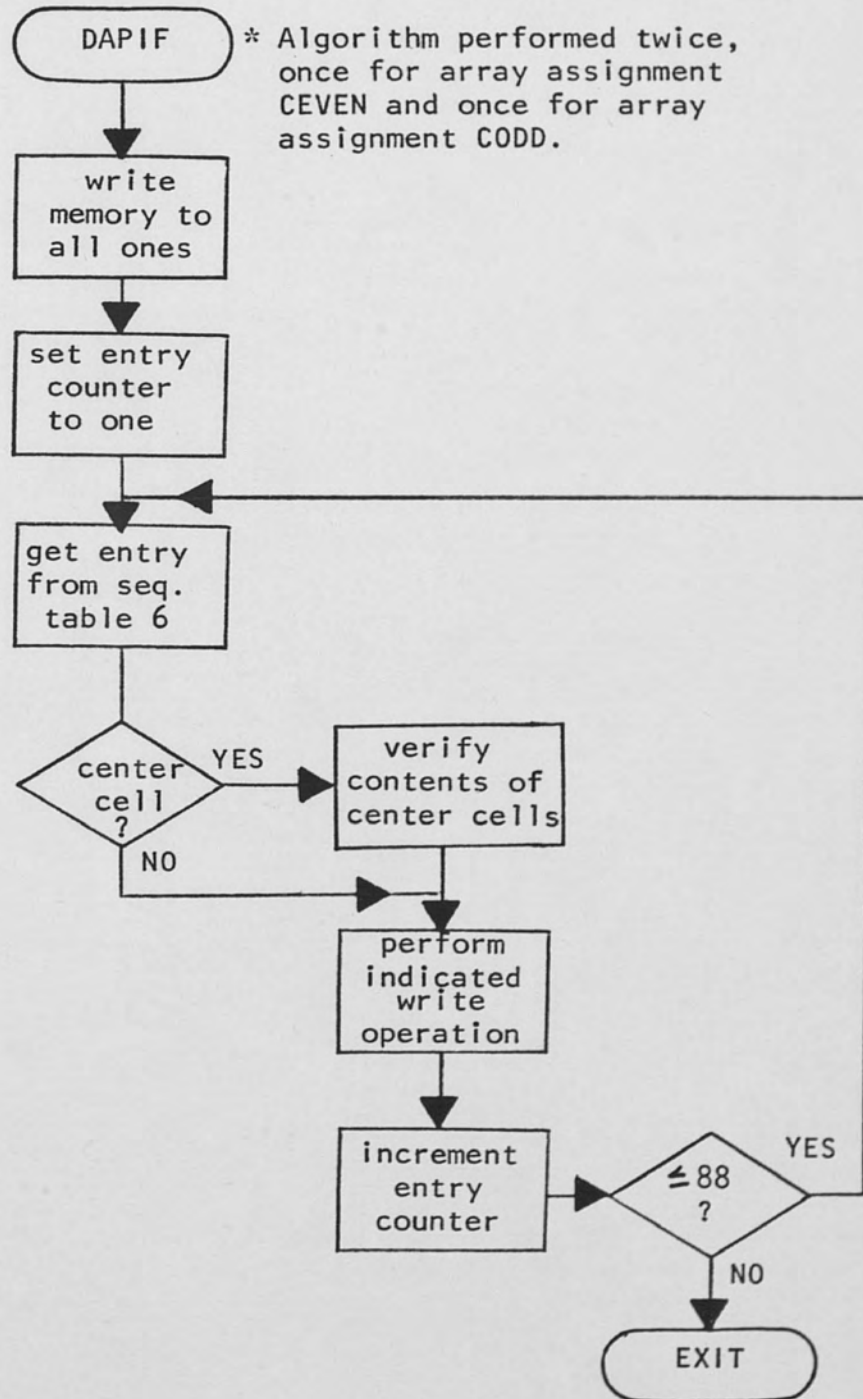 DAPIF
* Algorithm performed twice,
once for array assignment
CEVEN and once for array
assignment CODD.
write
memory to
all ones
set entry
counter
to one
get entry
from seq.
table 6
center
cell
?
YES
NO
verify
contents of
center cells
perform
indicated
write
operation
increment
entry
counter
≤88
?
YES
NO
EXIT